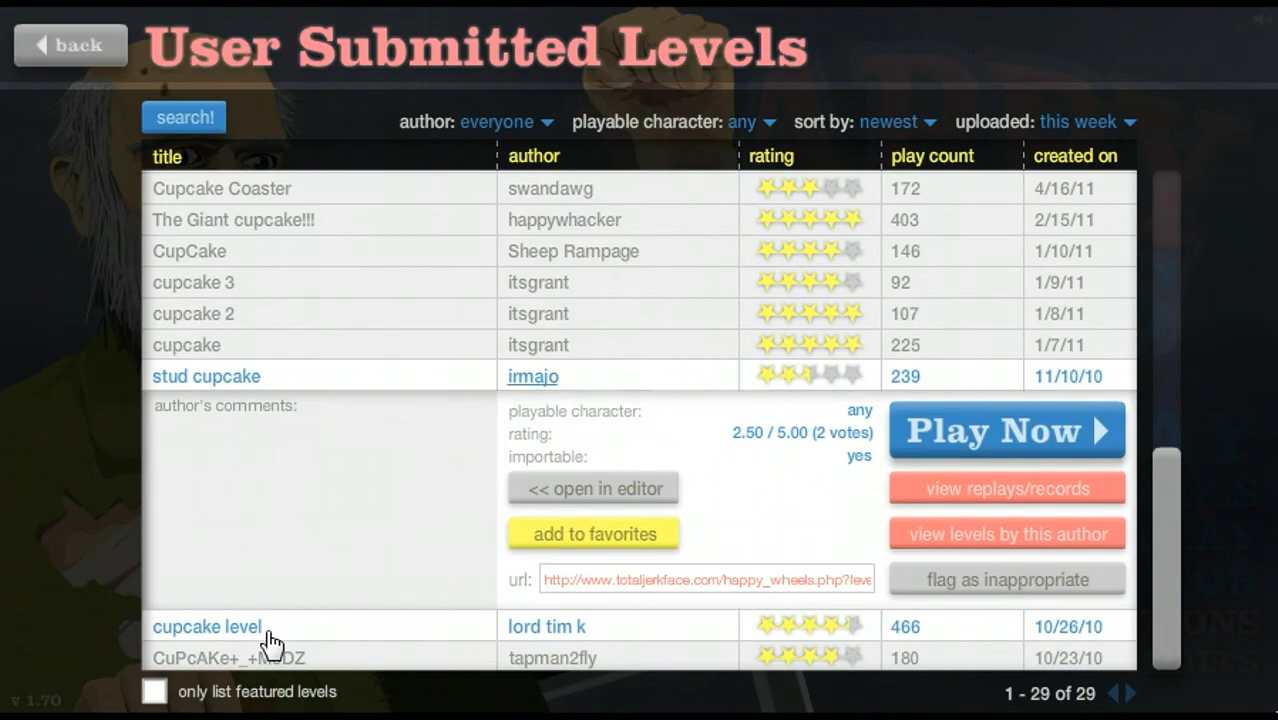 back
User Submitted Levels
search!
author: everyone playable character: any sort by: newest uploaded: this week
title author rating play count created on
Cupcake Coaster swandawg 172 4/16/11
The Giant cupcake!!! happywhacker 403 2/15/11
CupCake Sheep Rampage 146 1/10/11
cupcake 3 itsgrant 92 1/9/11
cupcake 2 itsgrant 107 1/8/11
cupcake itsgrant 225 1/7/11
stud cupcake irmajo 239 11/10/10
author's comments:
playable character: any
rating: 2.50 / 5.00 (2 votes)
importable: yes
Play Now
<< open in editor
view replays/records
add to favorites
view levels by this author
url: http://www.totaljerkface.com/happy_wheels.php?leve
flag as inappropriate
cupcake level lord tim k 466 10/26/10
tapman2fly 180 10/23/10
only list featured levels
1 - 29 of 29
v 1.70